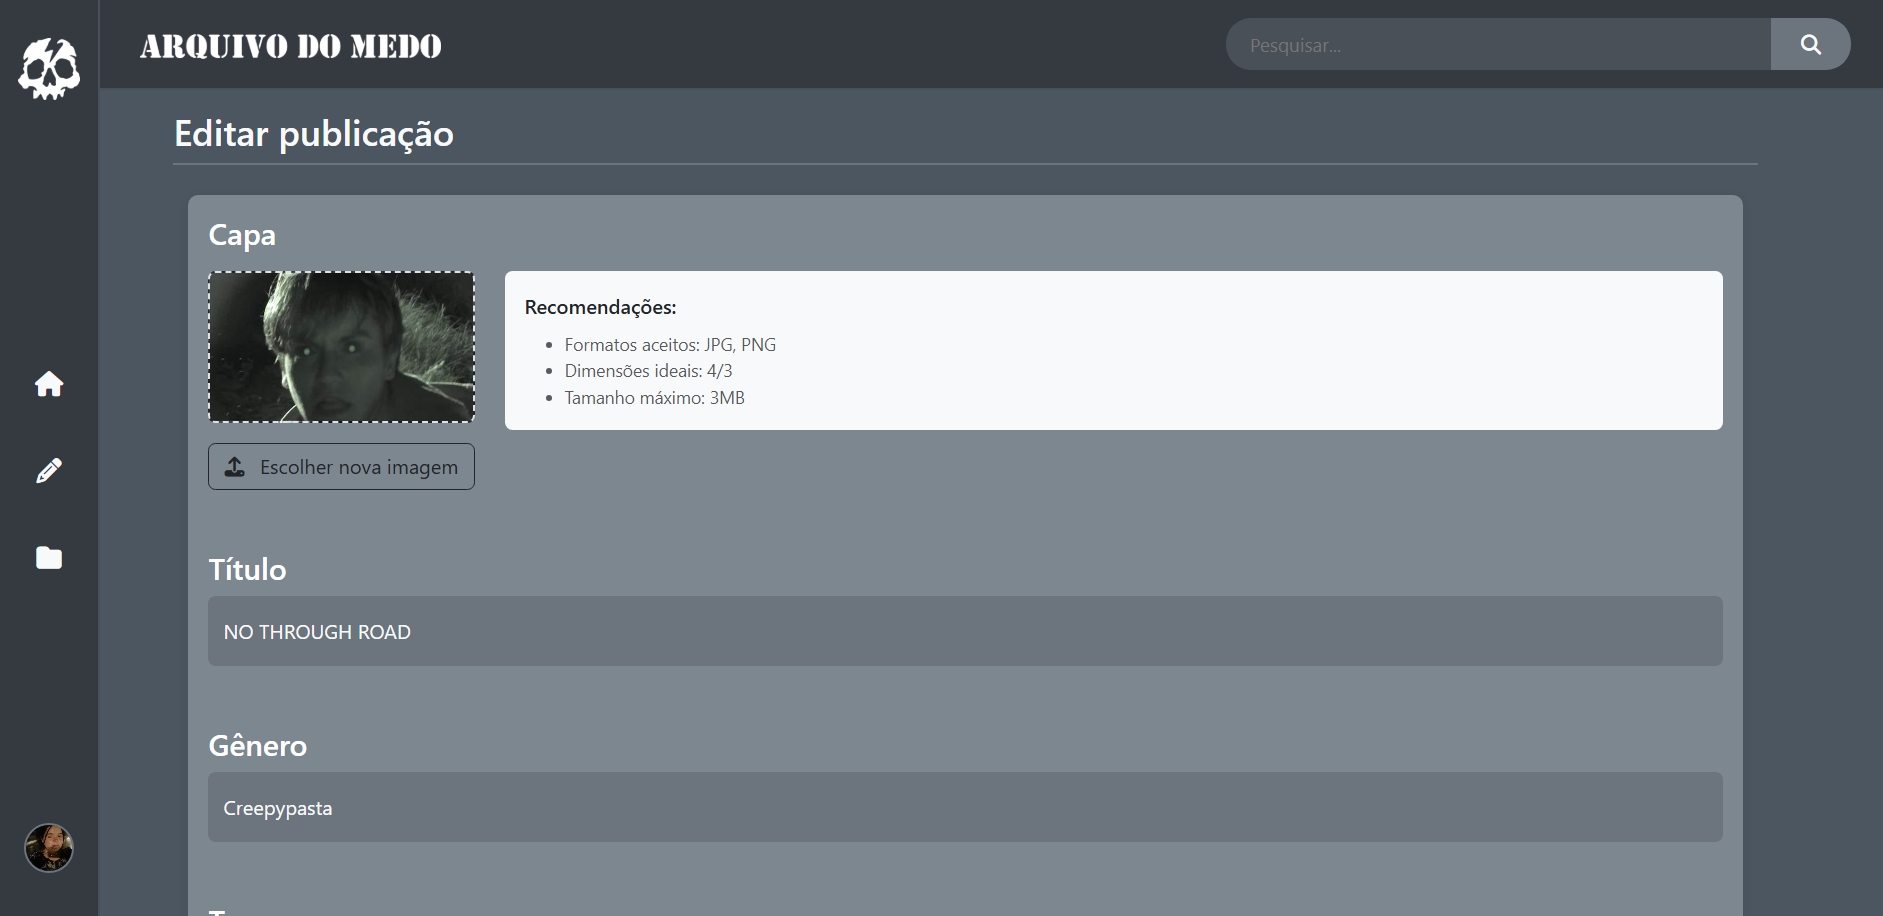 ARQUIVO DO MEDO
Pesquisar...
Editar publicação
Capa
Recomendações:
Formatos aceitos: JPG, PNG
Dimensões ideais: 4/3
Tamanho máximo: 3MB
Escolher nova imagem
Título
NO THROUGH ROAD
Gênero
Creepypasta